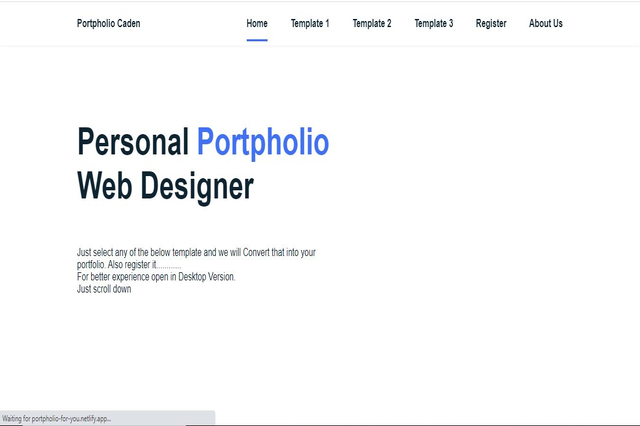 Portpholio Caden Home Template 1 Template 2 Template 3 Register About Us
Personal Portpholio
Web Designer
Just select any of the below template and we will Convert that into your
portfolio. Also register it............
For better experience open in Desktop Version.
Just scroll down
Waiting for portpholio-for-you.netlify.app...